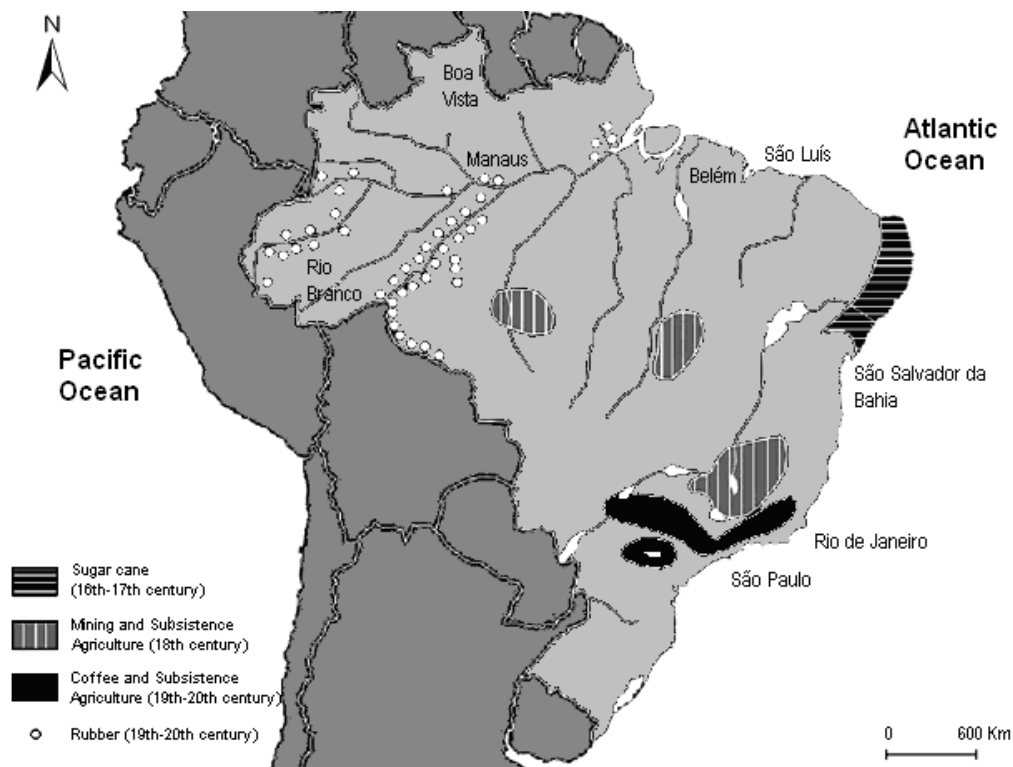 N
Boa
Vista
Atlantic
Ocean
São Luís
Manaus
Belém
Rio
Branco
Pacific
Ocean
São Salvador da
Bahia
Rio de Janeiro
São Paulo
Sugar cane
(16th-17th century)
Mining and Subsistence
Agriculture (18th century)
Coffee and Subsistence
Agriculture (19th-20th century)
Rubber (19th-20th century)
0 600 Km